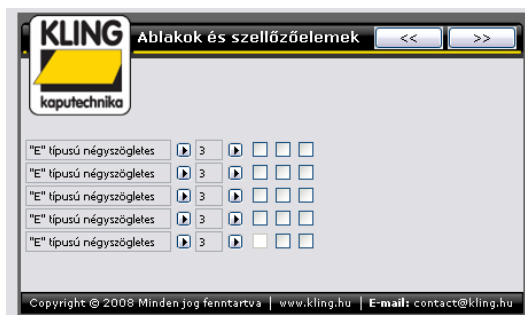 KLING
kaputechnika
Ablakok és szellőzőelemek << >>
"E" típusú négyszögletes 3
"E" típusú négyszögletes 3
"E" típusú négyszögletes 3
"E" típusú négyszögletes 3
"E" típusú négyszögletes 3
Copyright © 2008 Minden jog fenntartva | www.kling.hu | E-mail: contact@kling.hu